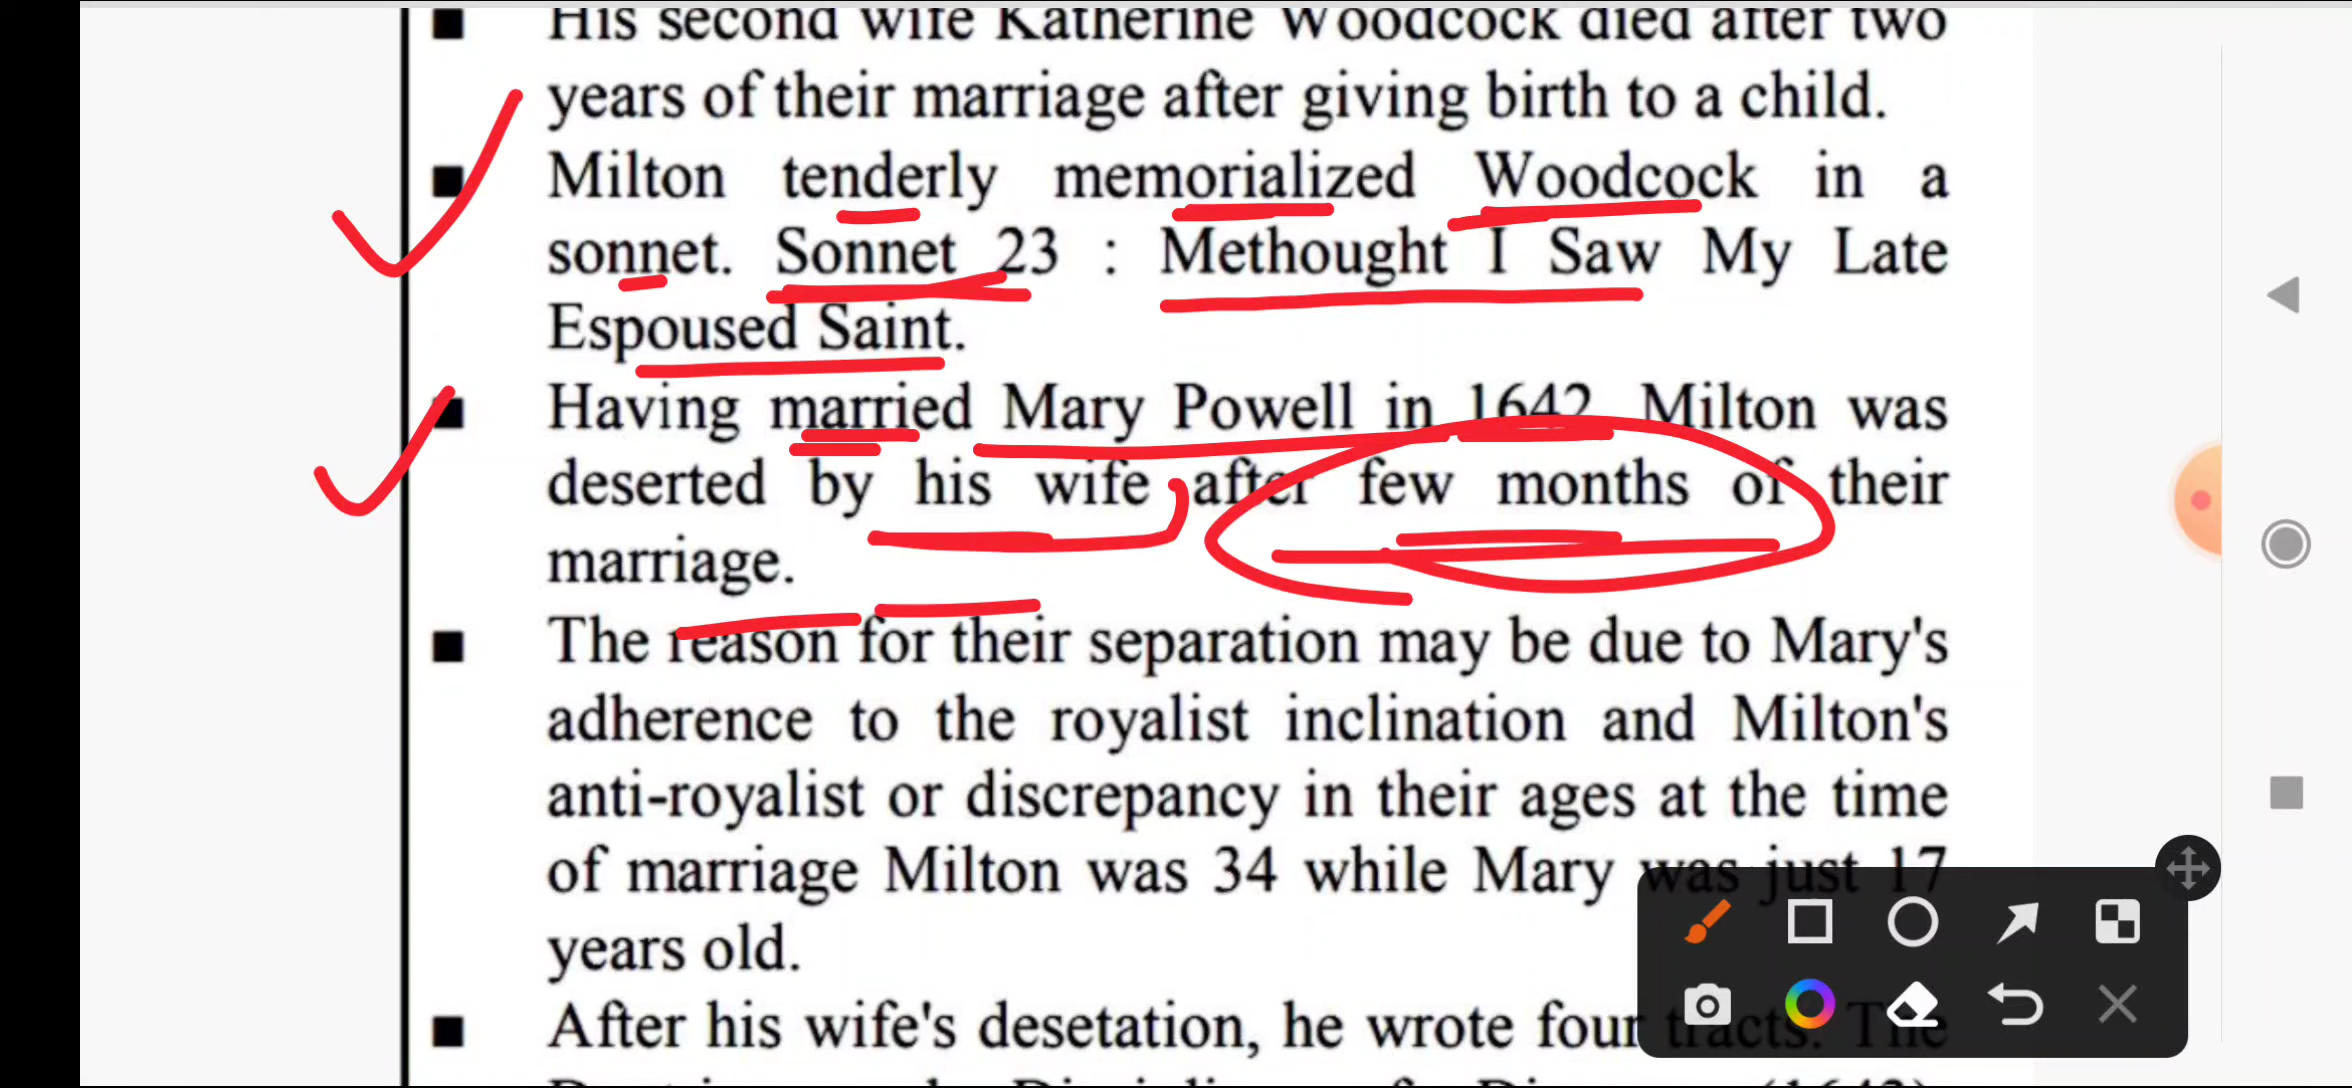 His second wife Katherine Woodcock died after two
years of their marriage after giving birth to a child.
Milton tenderly memorialized Woodcock in a
sonnet. Sonnet 23 : Methought I Saw My Late
Espoused Saint.
Having married Mary Powell in 1642, Milton was
deserted by his wife after few months of their
marriage.
The reason for their separation may be due to Mary's
adherence to the royalist inclination and Milton's
anti-royalist or discrepancy in their ages at the time
of marriage Milton was 34 while Mary was just 17
years old.
After his wife's desetation, he wrote four tracts. The